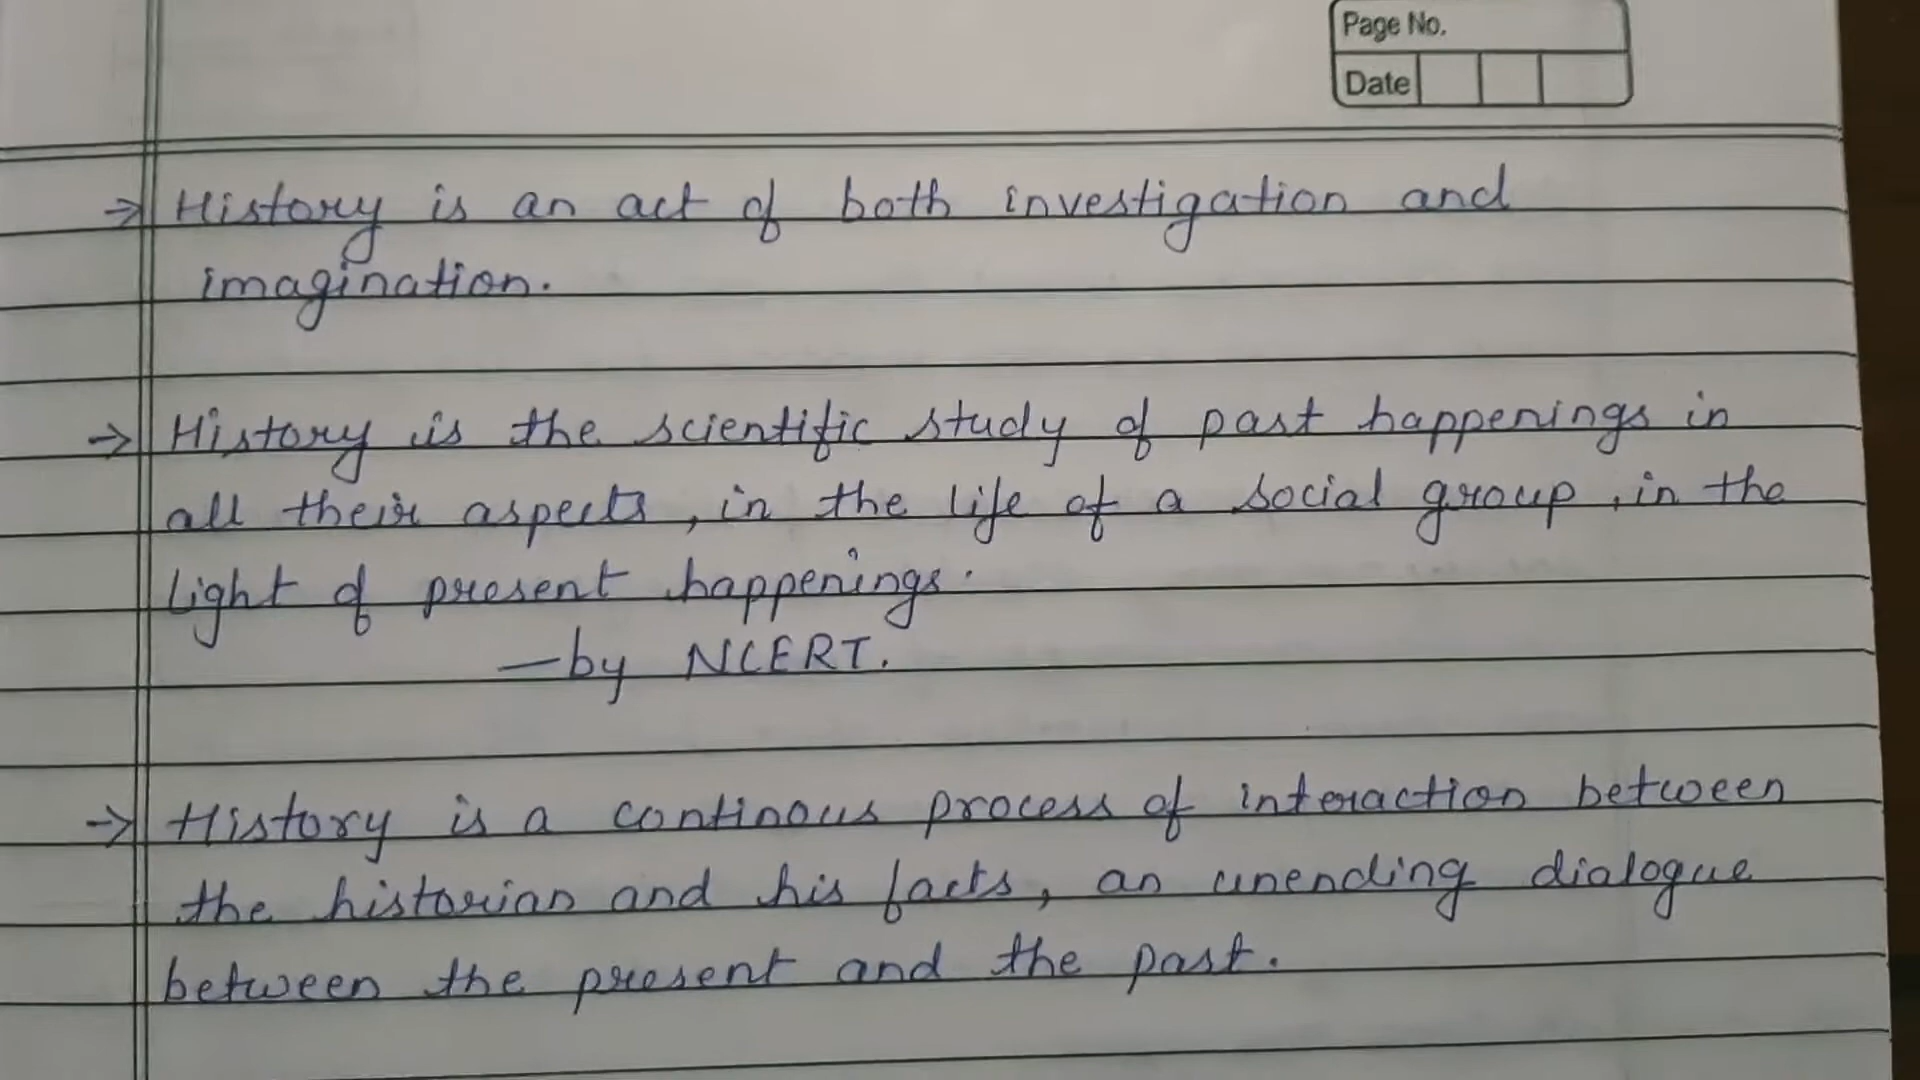 Page No.
Date
→ History is an act of both investigation and
imagination.
→ History is the scientific study of past happenings in
all their aspects, in the life of a social group, in the
light of present happenings.
—by NCERT.
→ History is a continous process of interaction between
the historian and his facts, an unending dialogue
between the present and the past.